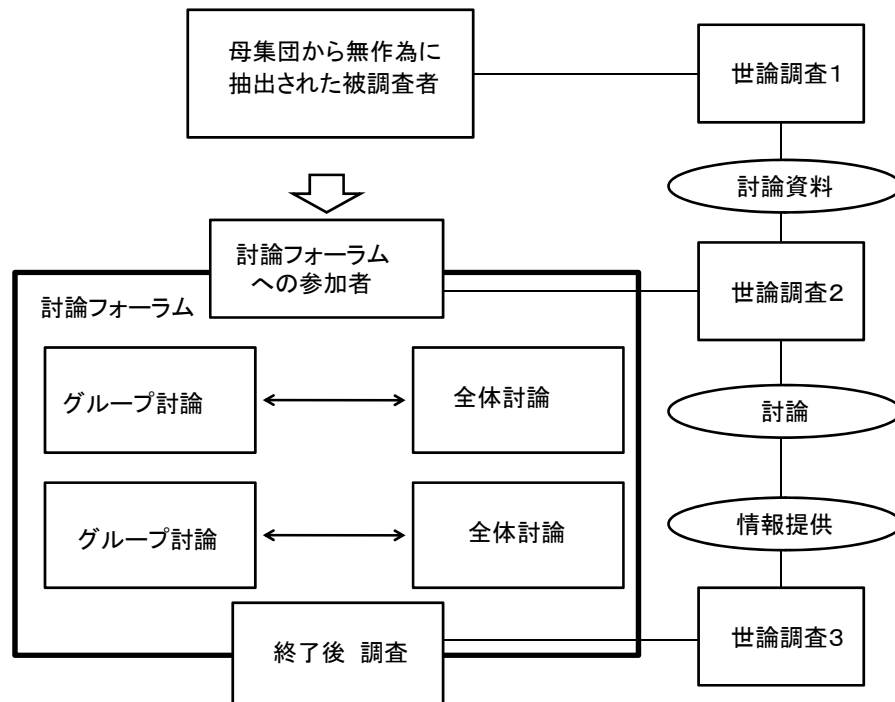 母集団から無作為に
抽出された被調査者
世論調査1
討論資料
討論フォーラム
への参加者
世論調査2
討論フォーラム
グループ討論
全体討論
討論
グループ討論
全体討論
情報提供
終了後 調査
世論調査3